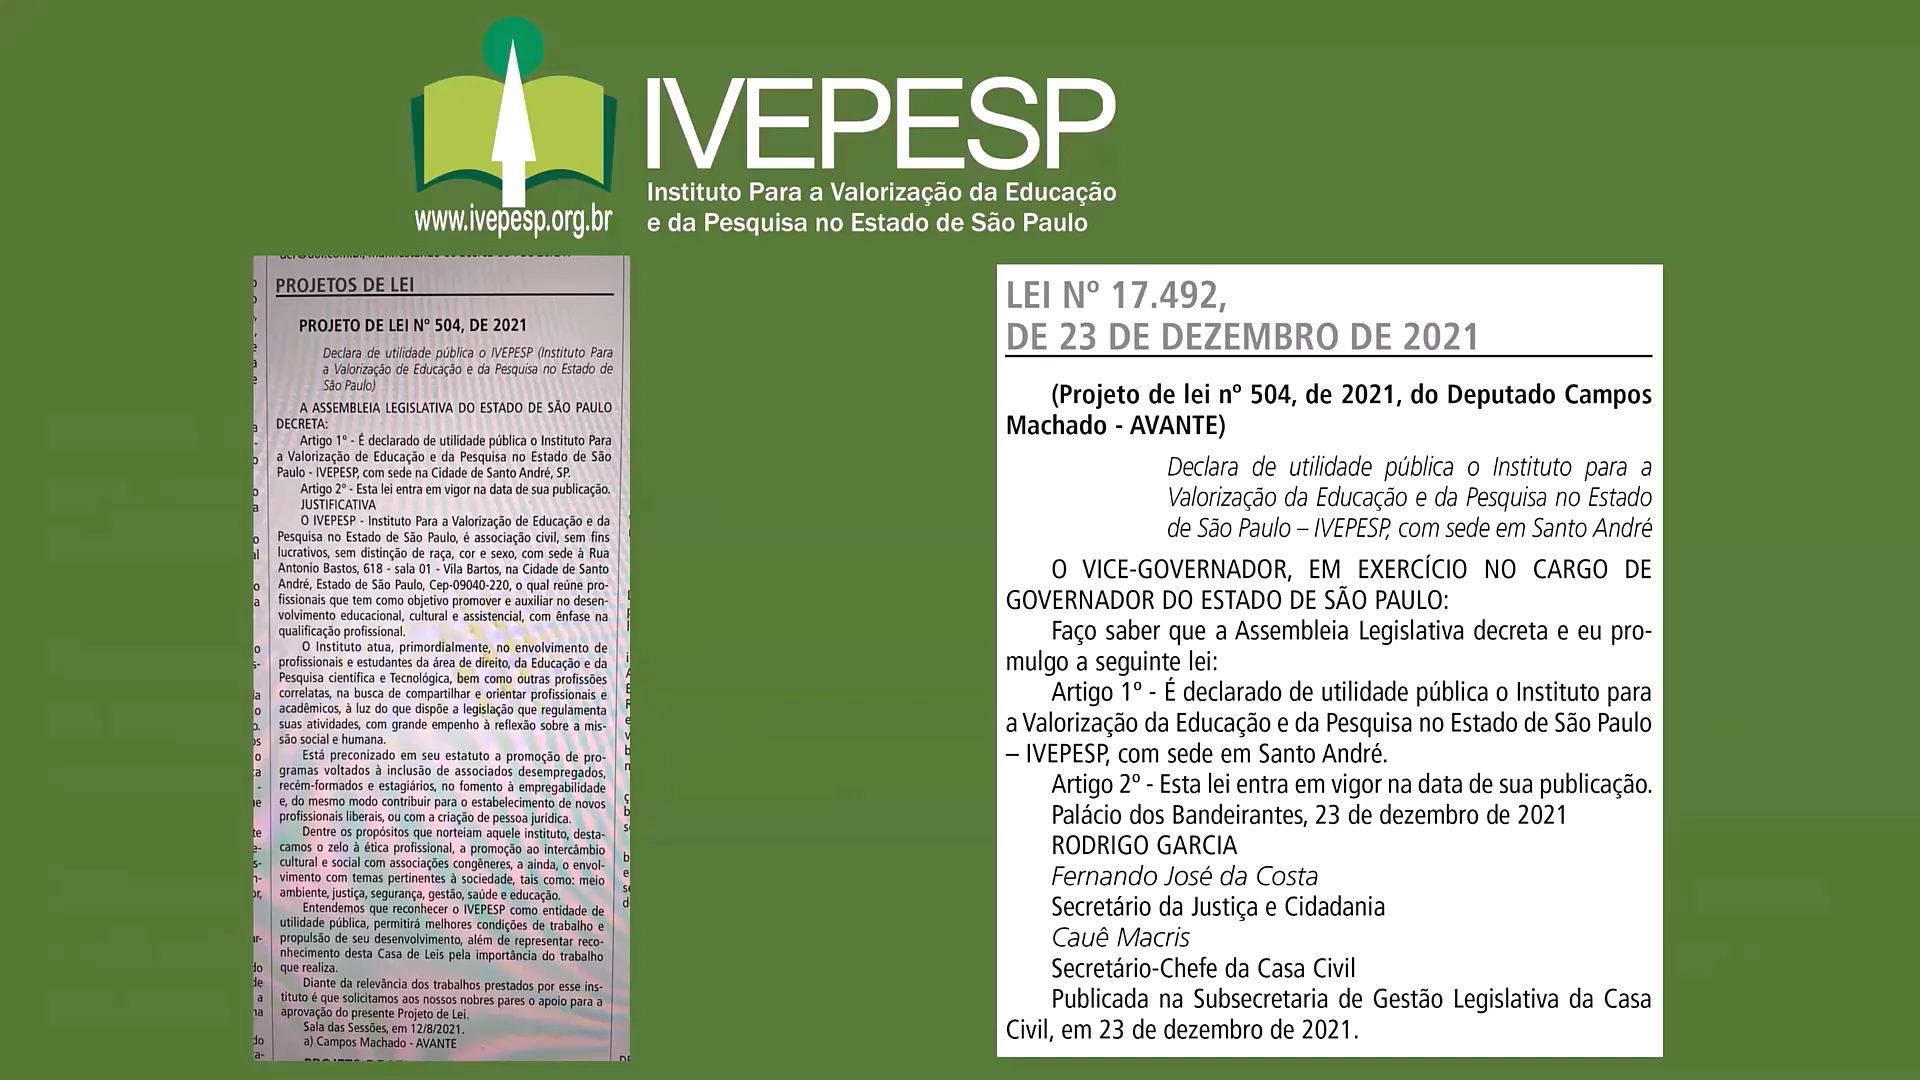 IVEPESP
Instituto Para a Valorização da Educação
e da Pesquisa no Estado de São Paulo
www.ivepesp.org.br
PROJETOS DE LEI
PROJETO DE LEI Nº 504, DE 2021
Declara de utilidade pública o IVEPESP (Instituto Para
a Valorização de Educação e da Pesquisa no Estado de
São Paulo)
A ASSEMBLEIA LEGISLATIVA DO ESTADO DE SÃO PAULO
DECRETA:
Artigo 1º - É declarado de utilidade pública o Instituto Para
a Valorização de Educação e da Pesquisa no Estado de São
Paulo - IVEPESP, com sede na Cidade de Santo André, SP.
Artigo 2º - Esta lei entra em vigor na data de sua publicação.
JUSTIFICATIVA
O IVEPESP - Instituto Para a Valorização de Educação e da
Pesquisa no Estado de São Paulo, é associação civil, sem fins
lucrativos, sem distinção de raça, cor e sexo, com sede à Rua
Antonio Bastos, 618 - sala 01 - Vila Bartos, na Cidade de Santo
André, Estado de São Paulo, Cep-09040-220, o qual reúne pro-
fissionais que tem como objetivo promover e auxiliar no desen-
volvimento educacional, cultural e assistencial, com ênfase na
qualificação profissional.
O Instituto atua, primordialmente, no envolvimento de
profissionais e estudantes da área de direito, da Educação e da
Pesquisa científica e Tecnológica, bem como outras profissões
correlatas, na busca de compartilhar e orientar profissionais e
acadêmicos, à luz do que dispõe a legislação que regulamenta
suas atividades, com grande empenho à reflexão sobre a mis-
são social e humana.
Está preconizado em seu estatuto a promoção de pro-
gramas voltados à inclusão de associados desempregados,
recém-formados e estagiários, no fomento à empregabilidade
e, do mesmo modo contribuir para o estabelecimento de novos
profissionais liberais, ou com a criação de pessoa jurídica.
Dentre os propósitos que norteiam aquele instituto, desta-
camos o zelo à ética profissional, a promoção ao intercâmbio
cultural e social com associações congêneres, a ainda, o envol-
vimento com temas pertinentes à sociedade, tais como: meio
ambiente, justiça, segurança, gestão, saúde e educação.
Entendemos que reconhecer o IVEPESP como entidade de
utilidade pública, permitirá melhores condições de trabalho e
propulsão de seu desenvolvimento, além de representar reco-
nhecimento desta Casa de Leis pela importância do trabalho
que realiza.
Diante da relevância dos trabalhos prestados por esse ins-
tituto é que solicitamos aos nossos nobres pares o apoio para a
aprovação do presente Projeto de Lei.
Sala das Sessões, em 12/8/2021.
a) Campos Machado - AVANTE
LEI Nº 17.492,
DE 23 DE DEZEMBRO DE 2021
(Projeto de lei nº 504, de 2021, do Deputado Campos
Machado - AVANTE)
Declara de utilidade pública o Instituto para a
Valorização da Educação e da Pesquisa no Estado
de São Paulo – IVEPESP, com sede em Santo André
O VICE-GOVERNADOR, EM EXERCÍCIO NO CARGO DE
GOVERNADOR DO ESTADO DE SÃO PAULO:
Faço saber que a Assembleia Legislativa decreta e eu pro-
mulgo a seguinte lei:
Artigo 1º - É declarado de utilidade pública o Instituto para
a Valorização da Educação e da Pesquisa no Estado de São Paulo
– IVEPESP, com sede em Santo André.
Artigo 2º - Esta lei entra em vigor na data de sua publicação.
Palácio dos Bandeirantes, 23 de dezembro de 2021
RODRIGO GARCIA
Fernando José da Costa
Secretário da Justiça e Cidadania
Cauê Macris
Secretário-Chefe da Casa Civil
Publicada na Subsecretaria de Gestão Legislativa da Casa
Civil, em 23 de dezembro de 2021.